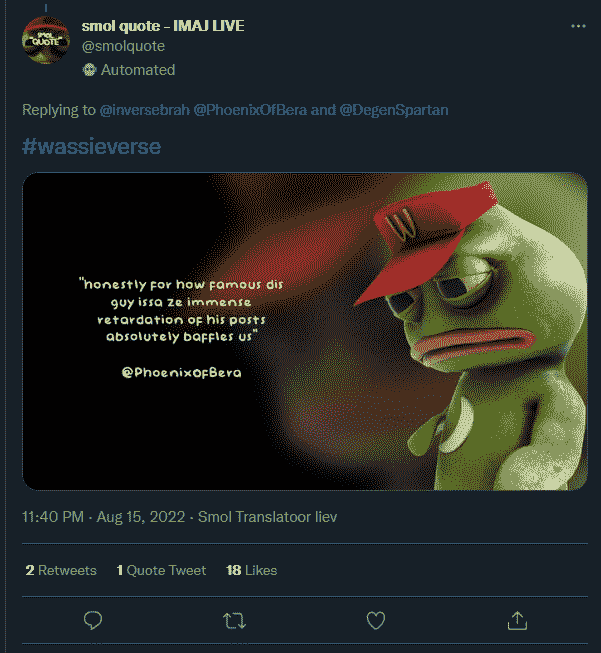 smol quote - IMAJ LIVE
@smolquote
Automated
Replying to @inversebrah @PhoenixOfBera and @DegenSpartan
#wassieverse
SMOL
"QUOTE"
W
"honestly for how famous dis
guy issa ze immense
retardation of his posts
absolutely baffles us"
@PhoenixOfBera
11:40 PM · Aug 15, 2022 · Smol Translatoor liev
2 Retweets 1 Quote Tweet 18 Likes